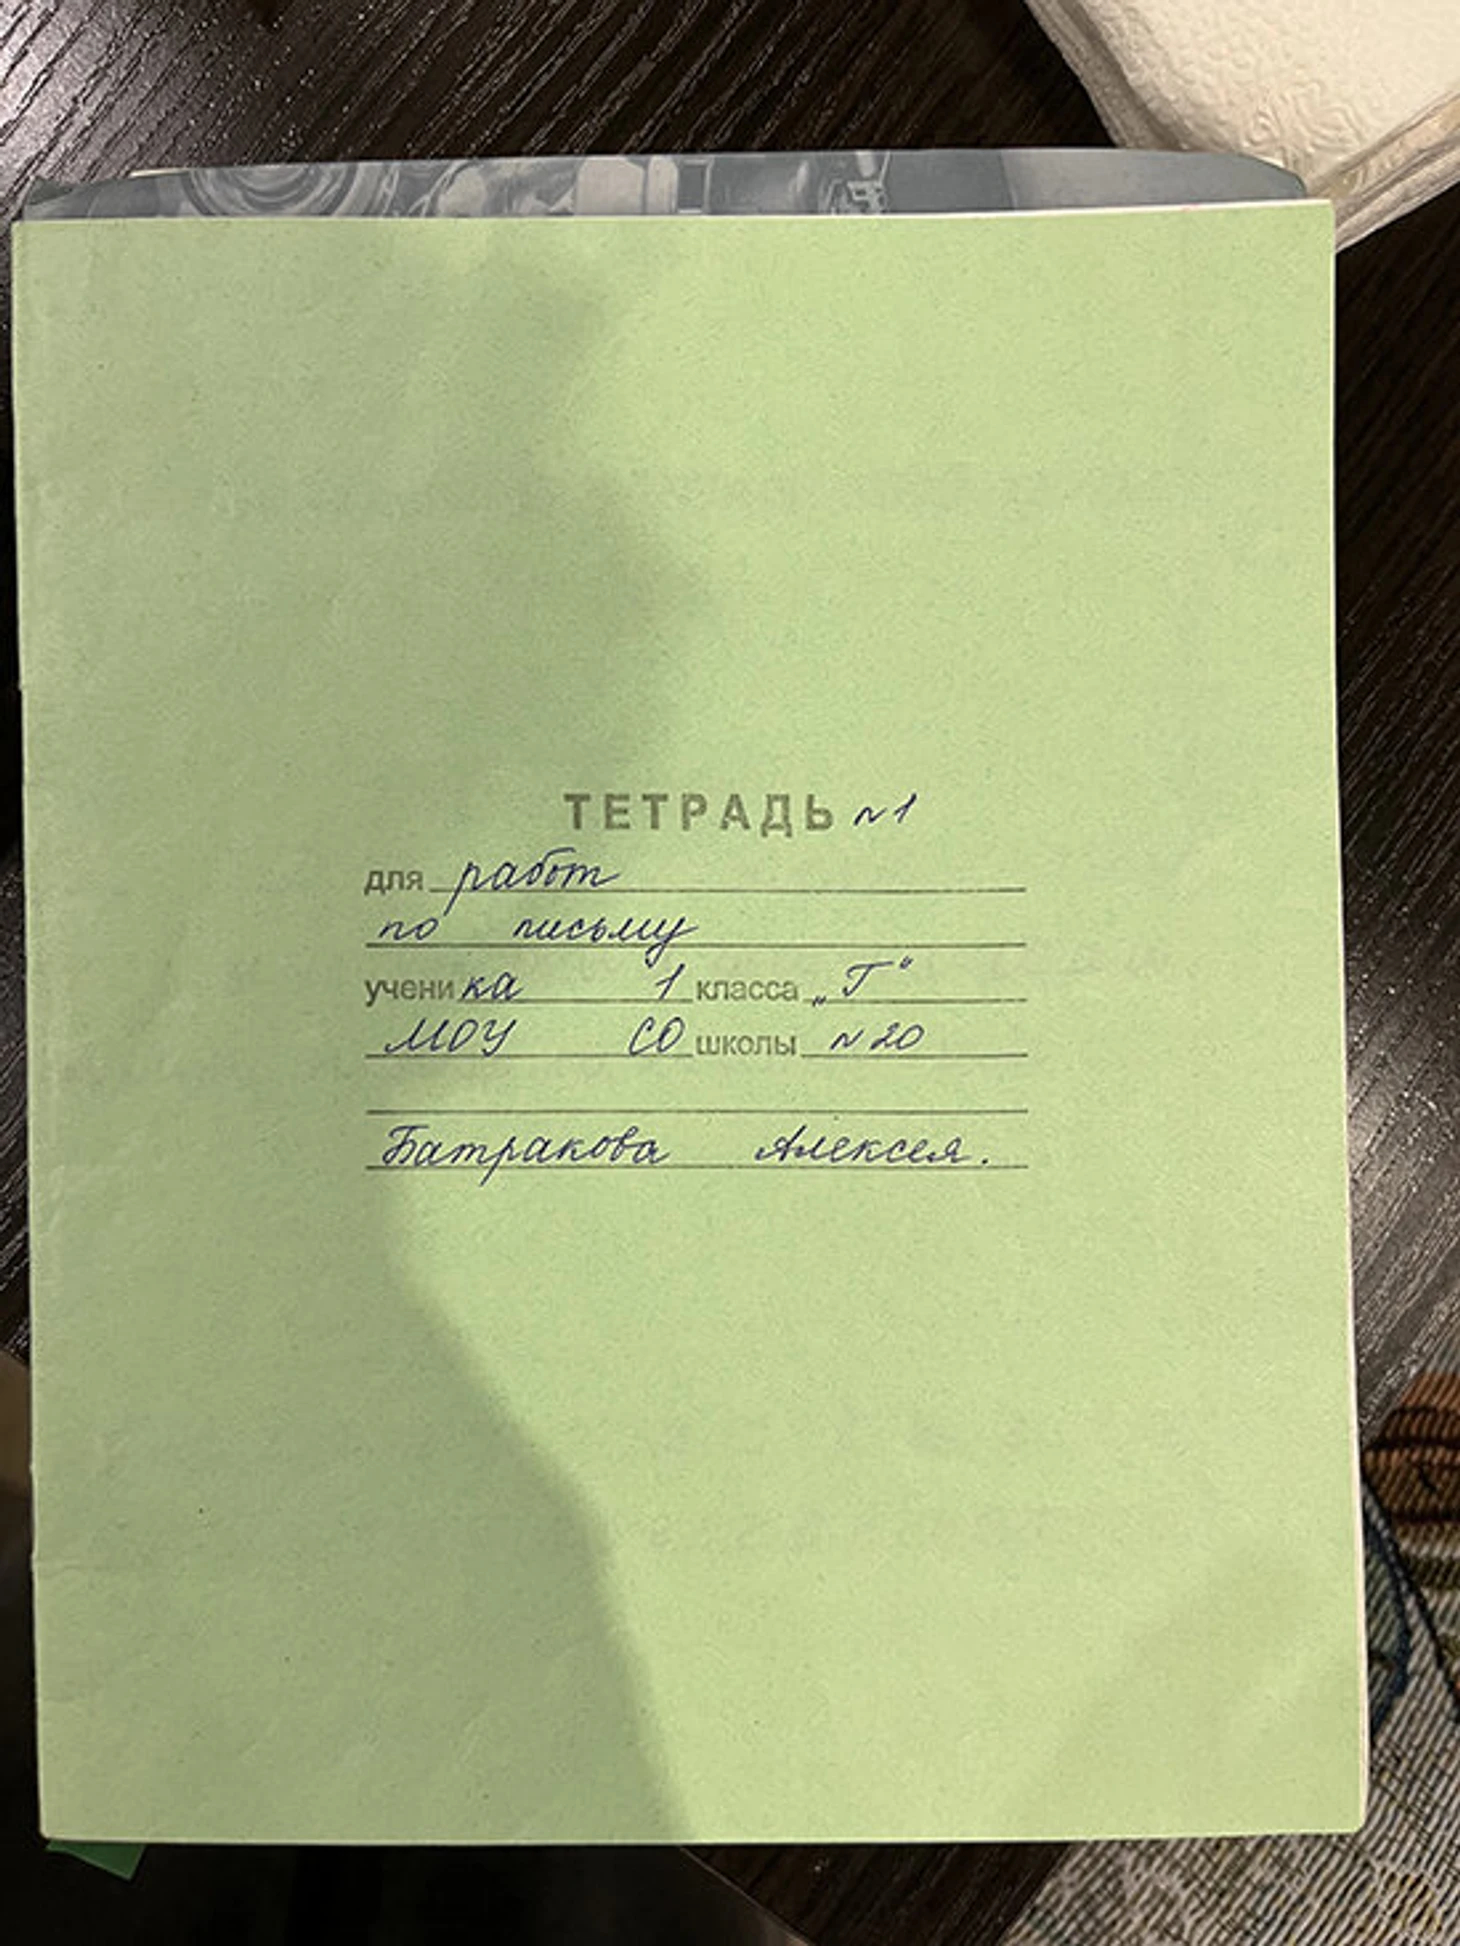 ТЕТРАДЬ №1
для работ
по письму
ученика 1 класса „Г“
МОУ СО школы №20
Батракова Алексея.